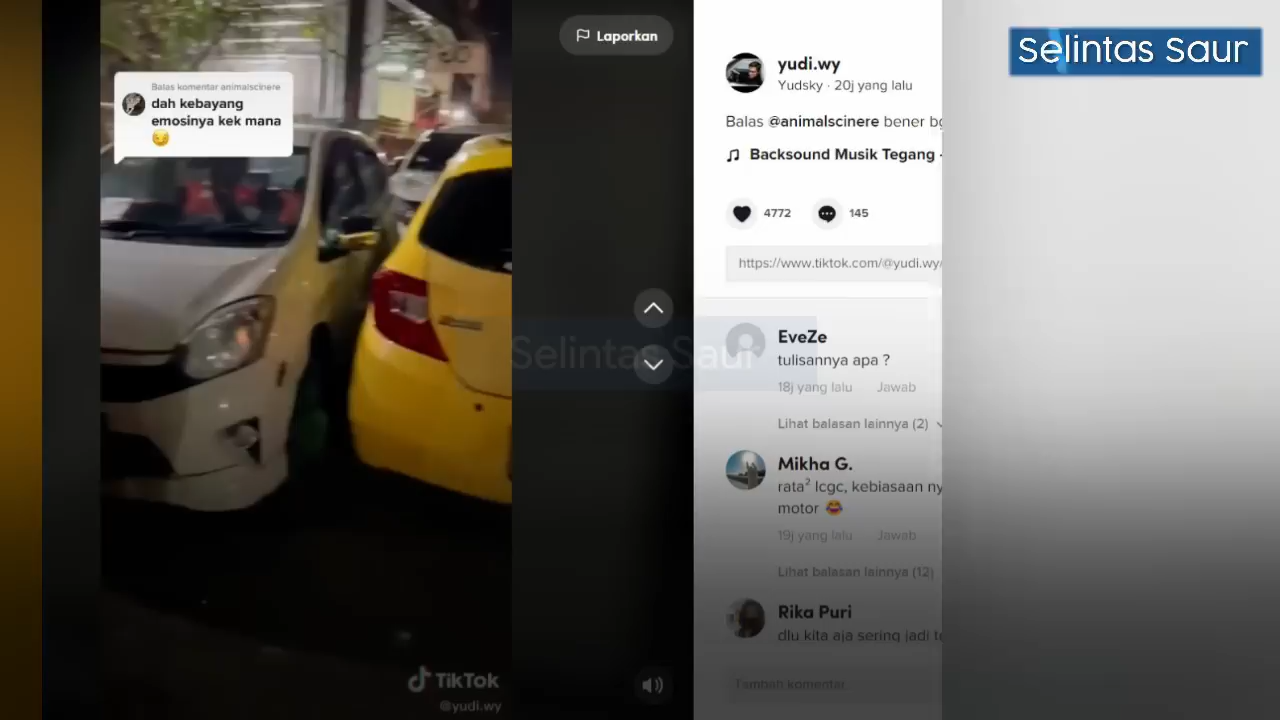 Selintas Saur
Laporkan
Balas komentar animalscinere
dah kebayang
emosinya kek mana
TikTok
@yudi.wy
yudi.wy
Yudsky · 20j yang lalu
Balas @animalscinere bener bg
Backsound Musik Tegang -
4772
145
https://www.tiktok.com/@yudi.wy/
Selintas Saur
EveZe
tulisannya apa ?
18j yang lalu Jawab
Lihat balasan lainnya (2)
Mikha G.
rata² lcgc, kebiasaan ny
motor 😂
19j yang lalu Jawab
Lihat balasan lainnya (12)
Rika Puri
dlu kita aja sering jadi
Tambah komentar